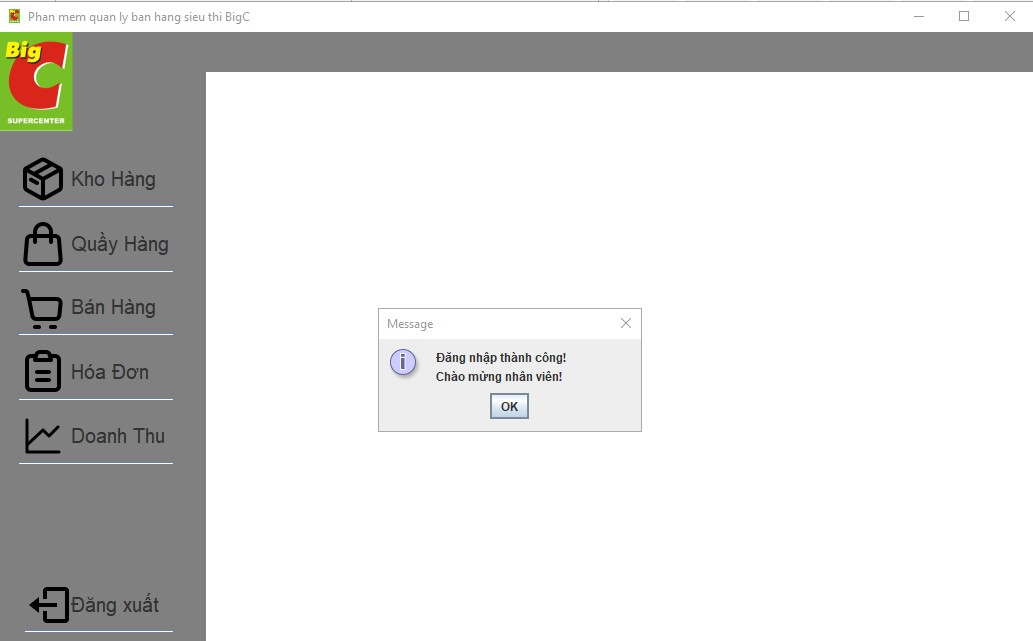 Phan mem quan ly ban hang sieu thi BigC
Big
C
SUPERCENTER
Kho Hàng
Quầy Hàng
Bán Hàng
Hóa Đơn
Doanh Thu
Đăng xuất
Message
Đăng nhập thành công!
Chào mừng nhân viên!
OK